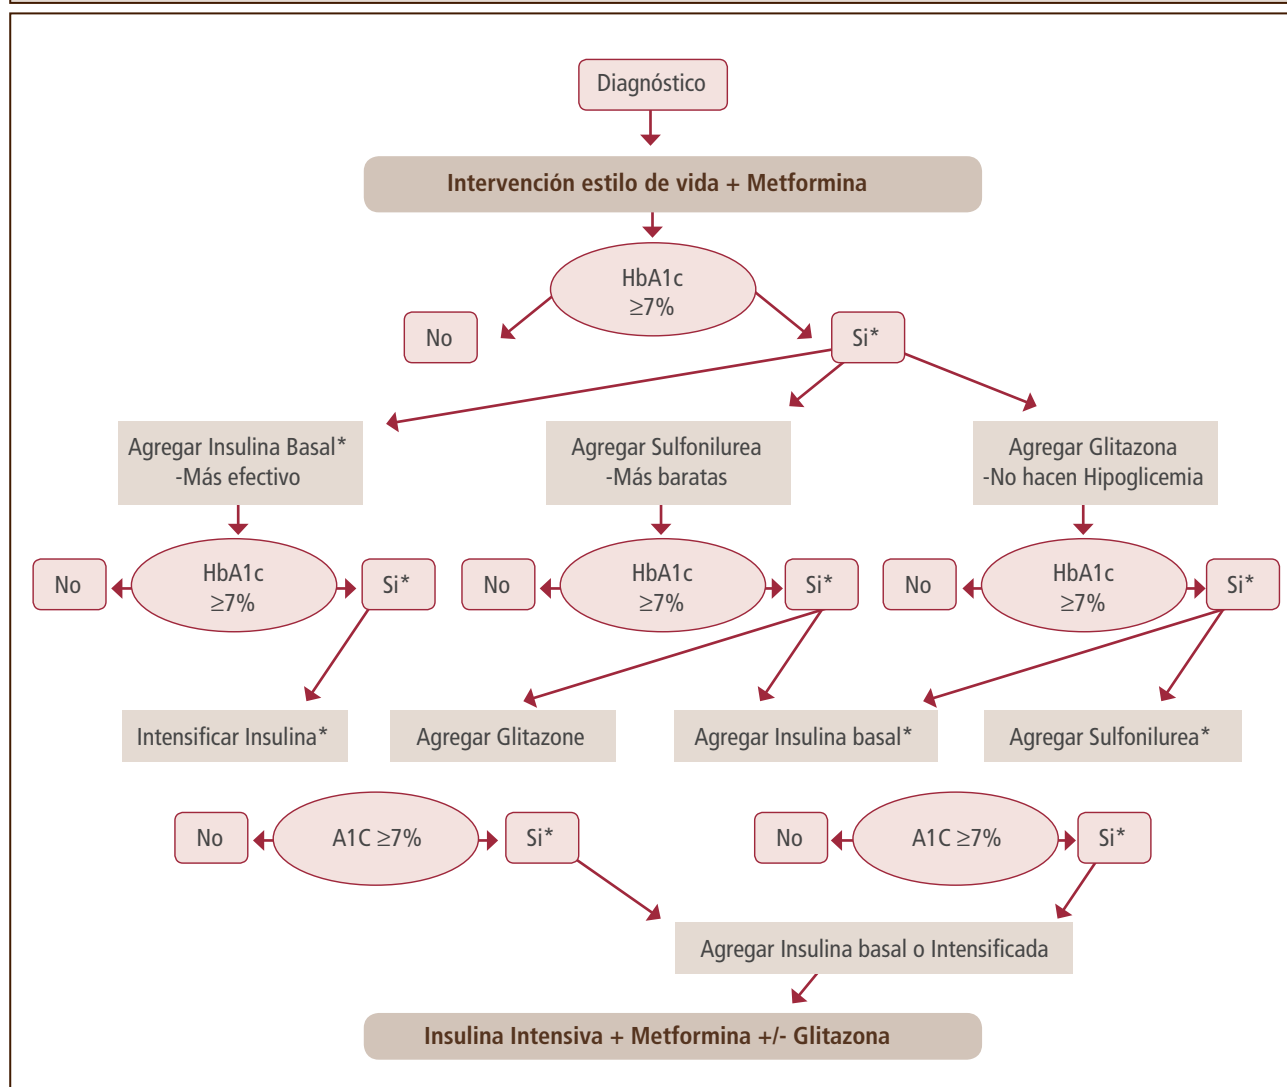 Diagnóstico
Intervención estilo de vida + Metformina
HbA1c
≥7%
No
Si*
Agregar Insulina Basal*
-Más efectivo
Agregar Sulfonilurea
-Más baratas
Agregar Glitazona
-No hacen Hipoglicemia
No
HbA1c
≥7%
Si*
No
HbA1c
≥7%
Si*
No
HbA1c
≥7%
Si*
Intensificar Insulina*
Agregar Glitazone
Agregar Insulina basal*
Agregar Sulfonilurea*
No
A1C ≥7%
Si*
No
A1C ≥7%
Si*
Agregar Insulina basal o Intensificada
Insulina Intensiva + Metformina +/- Glitazona